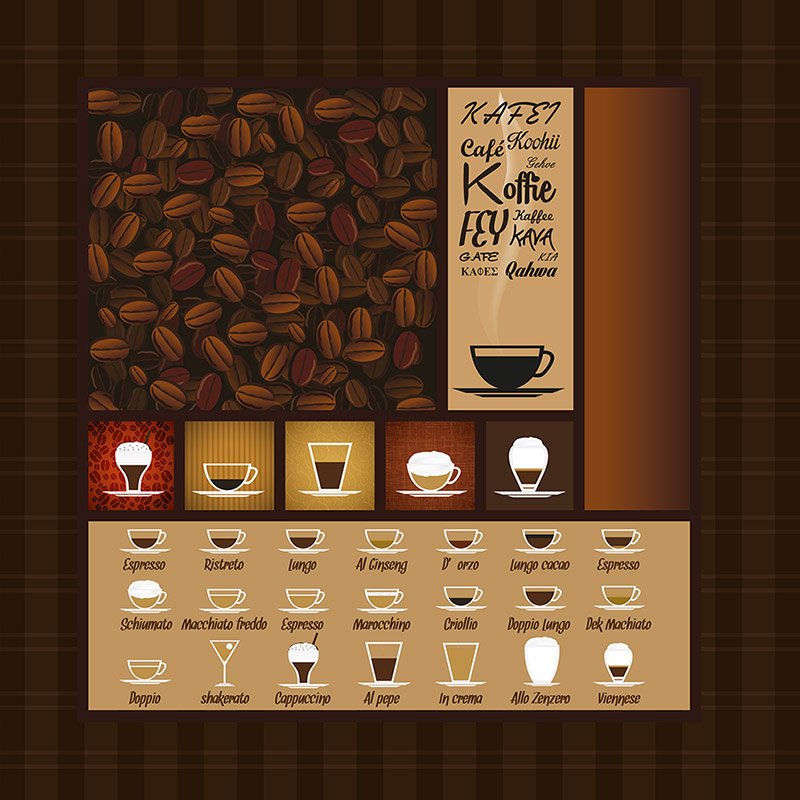 KAFEI
Café Koohii
Gehve
Koffie
FEY Kaffee
KAVA
GAFE KIA
ΚΑΦΕΣ Qahwa
Espresso Ristreto Lungo Al Ginseng D' orzo Lungo cacao Espresso
Schiumato Macchiato freddo Espresso Marocchino Criollio Doppio Lungo Dek Machiato
Doppio shakerato Cappuccino Al pepe In crema Allo Zenzero Viennese